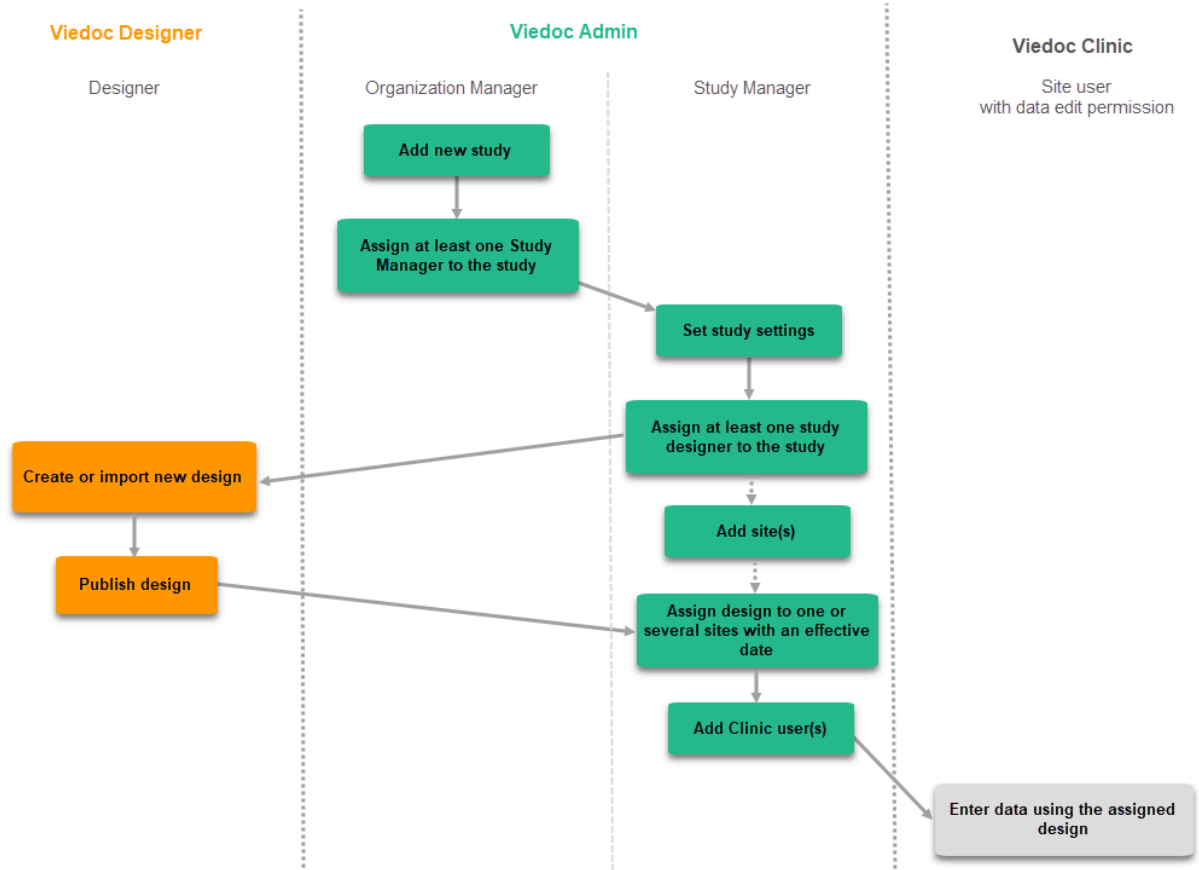 Viedoc Designer
Viedoc Admin
Viedoc Clinic
Designer
Organization Manager
Study Manager
Site user
with data edit permission
Add new study
Assign at least one Study
Manager to the study
Set study settings
Assign at least one study
designer to the study
Create or import new design
Add site(s)
Publish design
Assign design to one or
several sites with an effective
date
Add Clinic user(s)
Enter data using the assigned
design